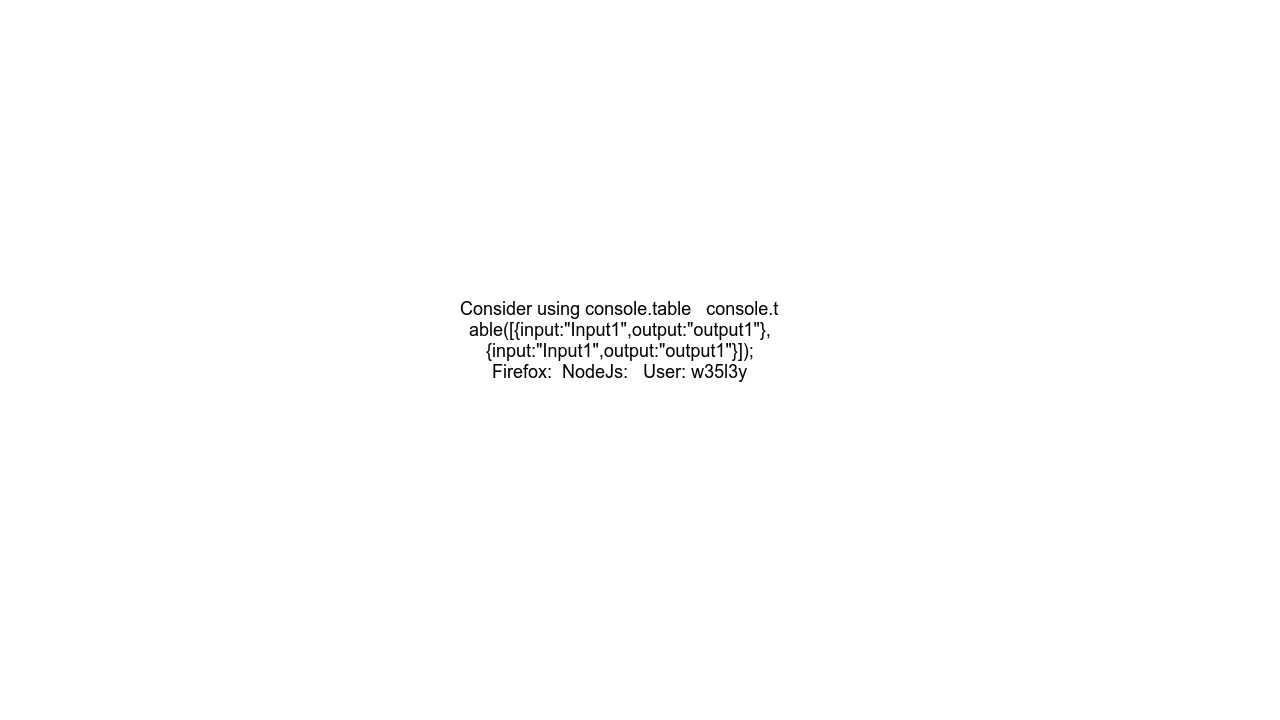 Consider using console.table   console.t
able([{input:"Input1",output:"output1"},
{input:"Input1",output:"output1"}]);
Firefox:  NodeJs:   User: w35l3y